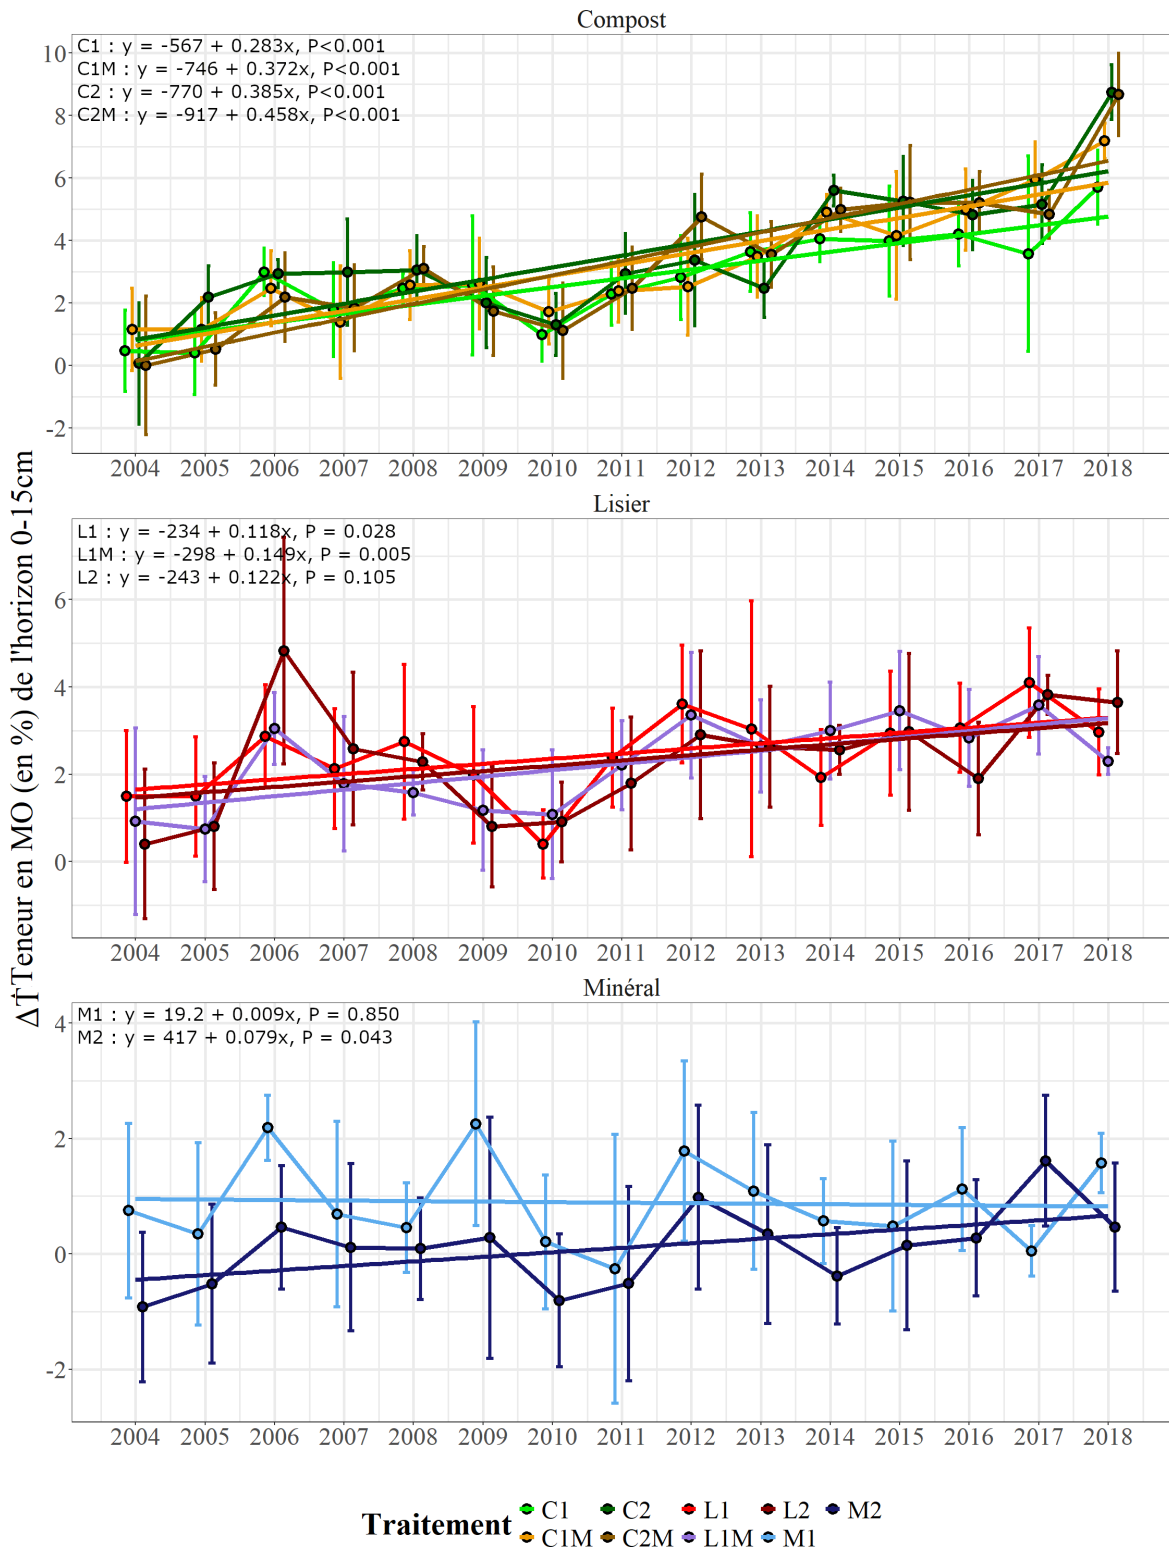 Compost
C1 : y = -567 + 0.283x, P<0.001
C1M : y = -746 + 0.372x, P<0.001
C2 : y = -770 + 0.385x, P<0.001
C2M : y = -917 + 0.458x, P<0.001
10
8
6
4
2
0
-2
2004 2005 2006 2007 2008 2009 2010 2011 2012 2013 2014 2015 2016 2017 2018
ΔT̂Teneur en MO (en %) de l'horizon 0-15cm
Lisier
L1 : y = -234 + 0.118x, P = 0.028
L1M : y = -298 + 0.149x, P = 0.005
L2 : y = -243 + 0.122x, P = 0.105
6
4
2
0
2004 2005 2006 2007 2008 2009 2010 2011 2012 2013 2014 2015 2016 2017 2018
Minéral
M1 : y = 19.2 + 0.009x, P = 0.850
M2 : y = 417 + 0.079x, P = 0.043
4
2
0
-2
2004 2005 2006 2007 2008 2009 2010 2011 2012 2013 2014 2015 2016 2017 2018
Traitement
C1 C2 L1 L2 M2
C1M C2M L1M M1